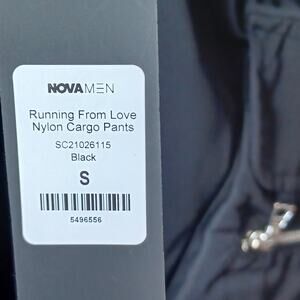 NOVAMEN
Running From Love
Nylon Cargo Pants
SC21026115
Black
S
5496556